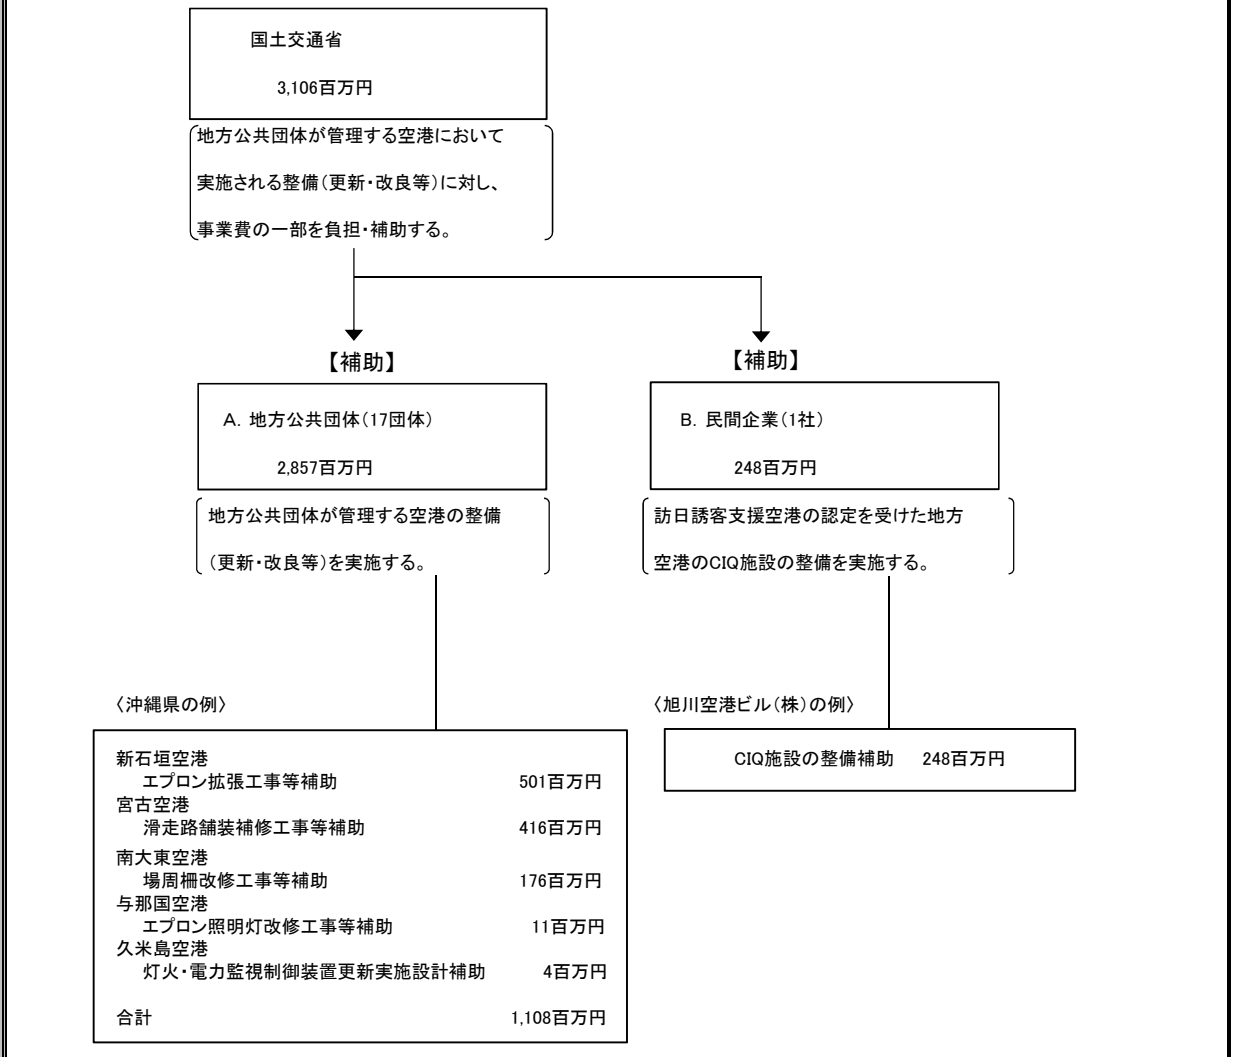 国土交通省
3,106百万円
地方公共団体が管理する空港において
実施される整備（更新・改良等）に対し、
事業費の一部を負担・補助する。
【補助】
A．地方公共団体（17団体）
2,857百万円
地方公共団体が管理する空港の整備
（更新・改良等）を実施する。
【補助】
B．民間企業（1社）
248百万円
訪日誘客支援空港の認定を受けた地方
空港のCIQ施設の整備を実施する。
〈沖縄県の例〉
新石垣空港
エプロン拡張工事等補助 501百万円
宮古空港
滑走路舗装補修工事等補助 416百万円
南大東空港
場周柵改修工事等補助 176百万円
与那国空港
エプロン照明灯改修工事等補助 11百万円
久米島空港
灯火・電力監視制御装置更新実施設計補助 4百万円
合計 1,108百万円
〈旭川空港ビル（株）の例〉
CIQ施設の整備補助 248百万円